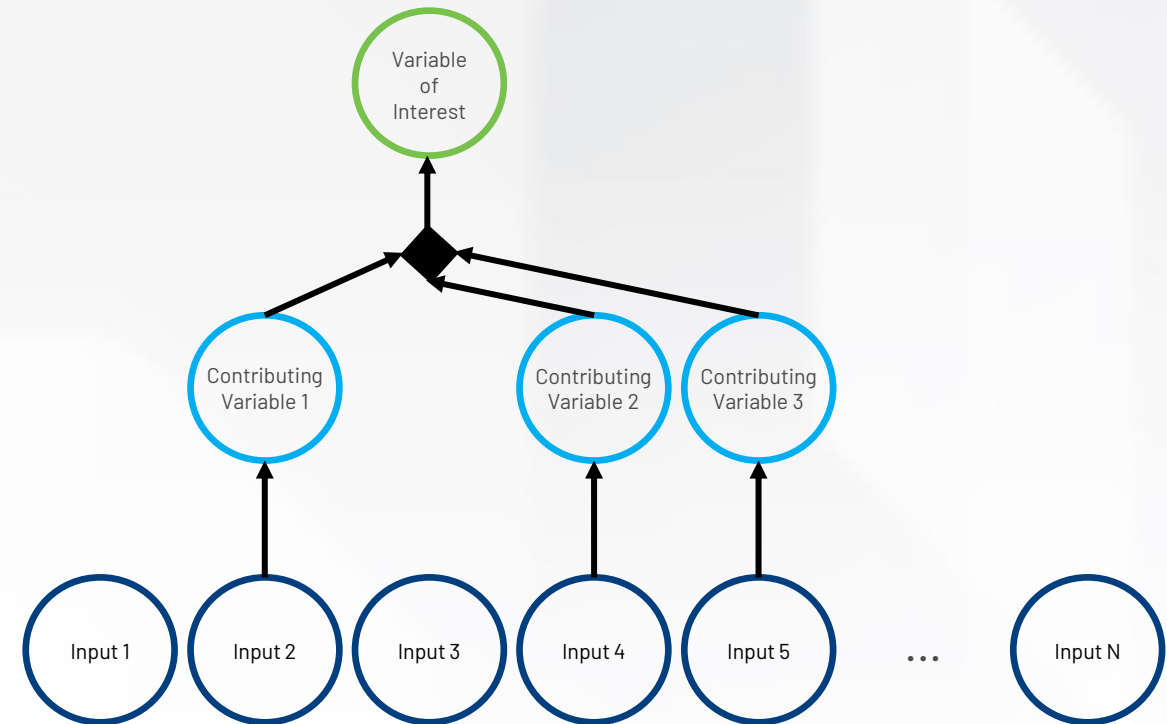 Variable
of
Interest
Contributing
Variable 1
Contributing
Variable 2
Contributing
Variable 3
Input 1
Input 2
Input 3
Input 4
Input 5
...
Input N